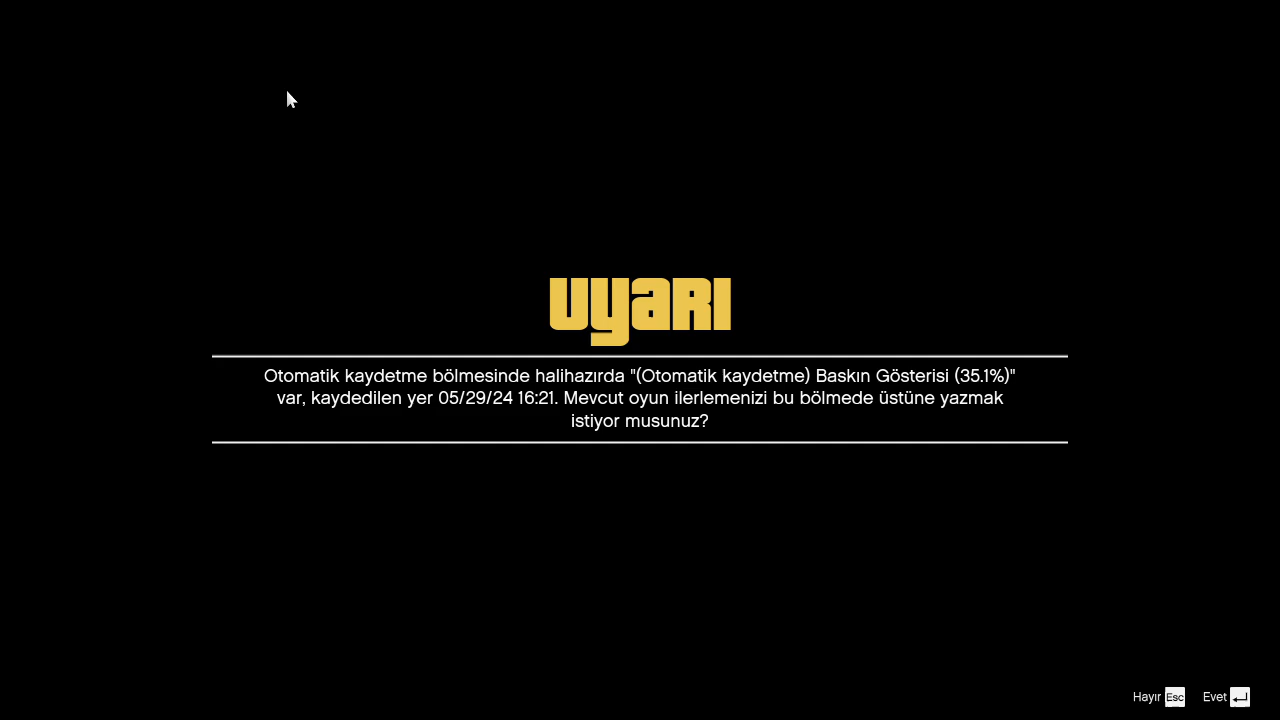 uyarı
Otomatik kaydetme bölmesinde halihazırda "(Otomatik kaydetme) Baskın Gösterisi (35.1%)"
var, kaydedilen yer 05/29/24 16:21. Mevcut oyun ilerlemenizi bu bölmede üstüne yazmak
istiyor musunuz?
Hayır Esc Evet